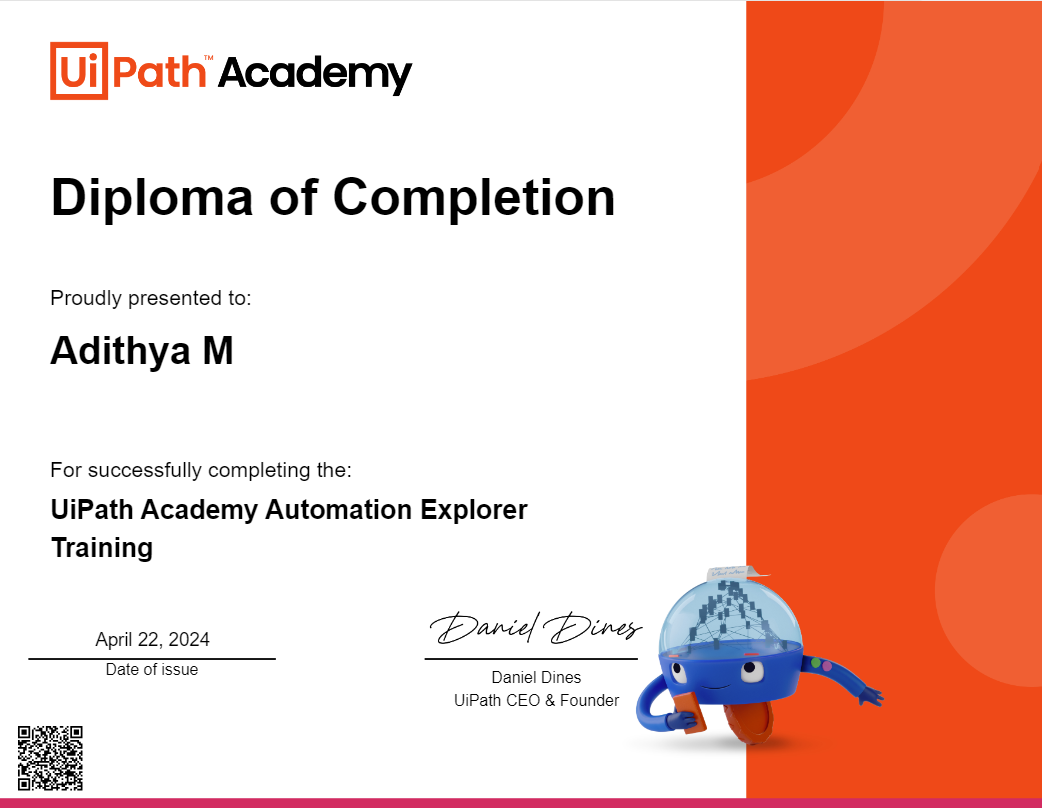 UiPath™ Academy
Diploma of Completion
Proudly presented to:
Adithya M
For successfully completing the:
UiPath Academy Automation Explorer
Training
April 22, 2024
Date of issue
Daniel Dines
Daniel Dines
UiPath CEO & Founder